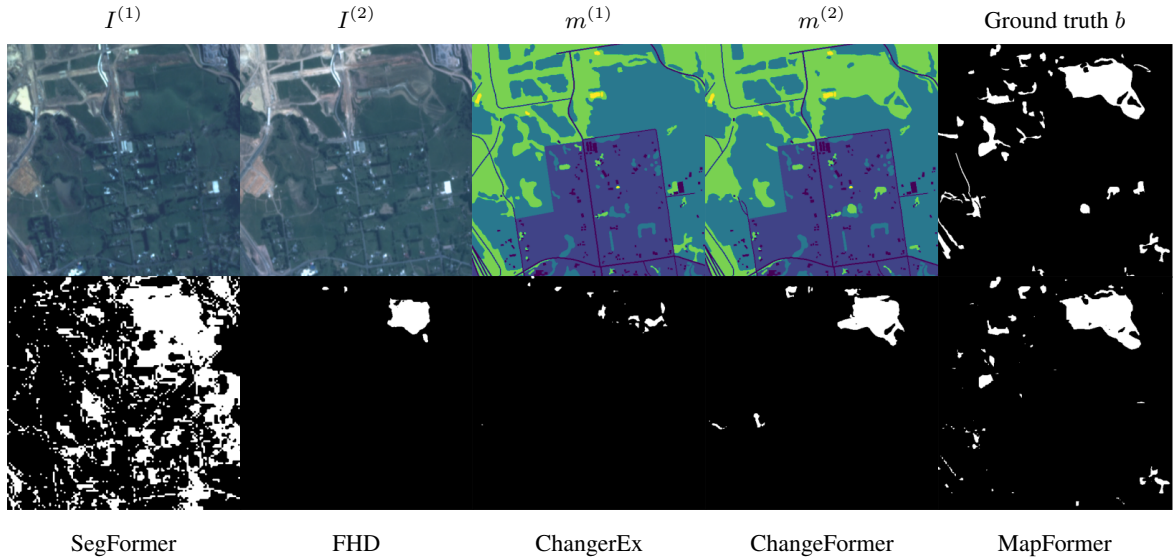 I^{(1)} I^{(2)} m^{(1)} m^{(2)} Ground truth b
SegFormer FHD ChangerEx ChangeFormer MapFormer